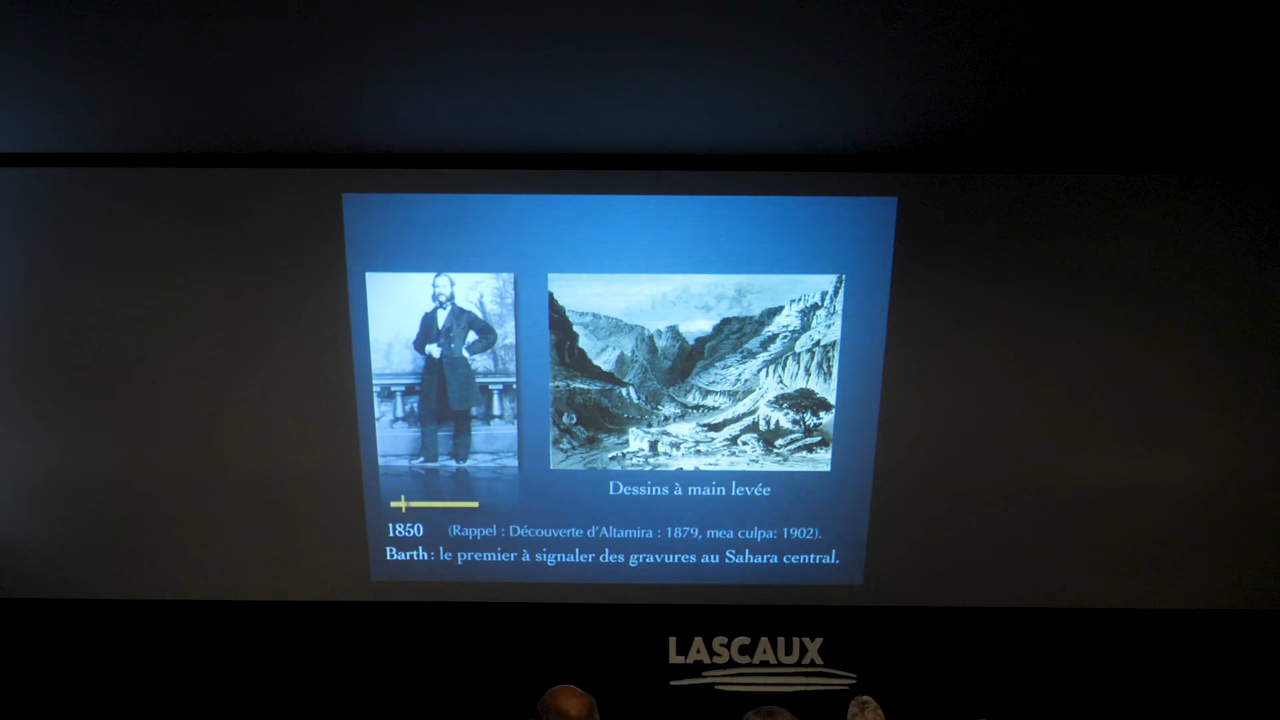 Dessins à main levée
1850 (Rappel : Découverte d'Altamira : 1879, mea culpa: 1902).
Barth : le premier à signaler des gravures au Sahara central.
LASCAUX